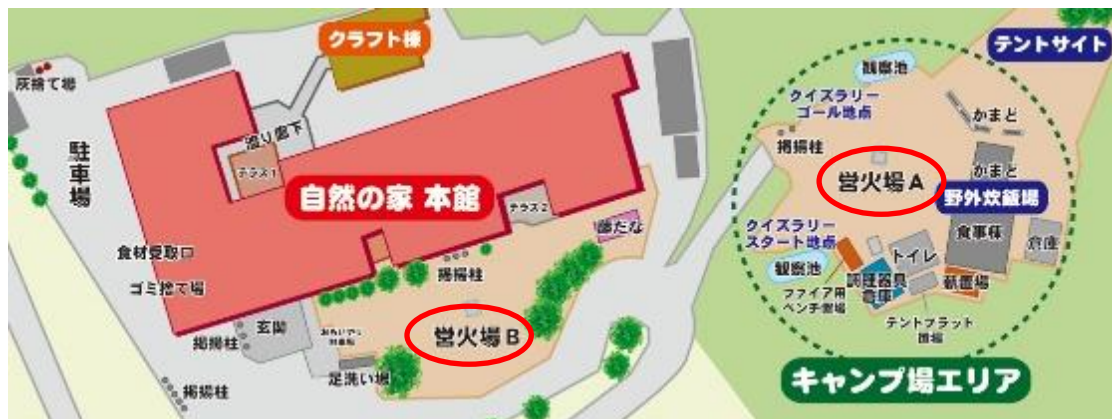 クラフト棟
テントサイト
灰捨て場
観察池
クイズラリー
ゴール地点
かまど
渡り廊下
掲揚柱
駐車場
テラス1
営火場A
かまど
自然の家 本館
野外炊飯場
テラス2
藤だな
クイズラリー
スタート地点
食事棟
倉庫
食材受取口
トイレ
掲揚柱
観察池
調理器具
倉庫
薪置場
ゴミ捨て場
ファイア用
ベンチ置場
玄関
営火場B
テントプラット
置場
掲揚柱
足洗い場
キャンプ場エリア
掲揚柱